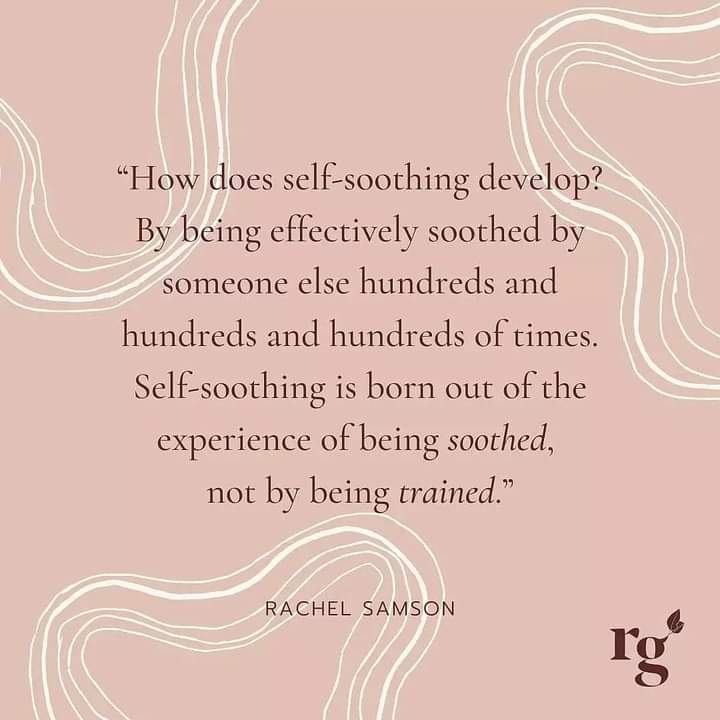 “How does self-soothing develop?
By being effectively soothed by
someone else hundreds and
hundreds and hundreds of times.
Self-soothing is born out of the
experience of being soothed,
not by being trained.”
RACHEL SAMSON
rg